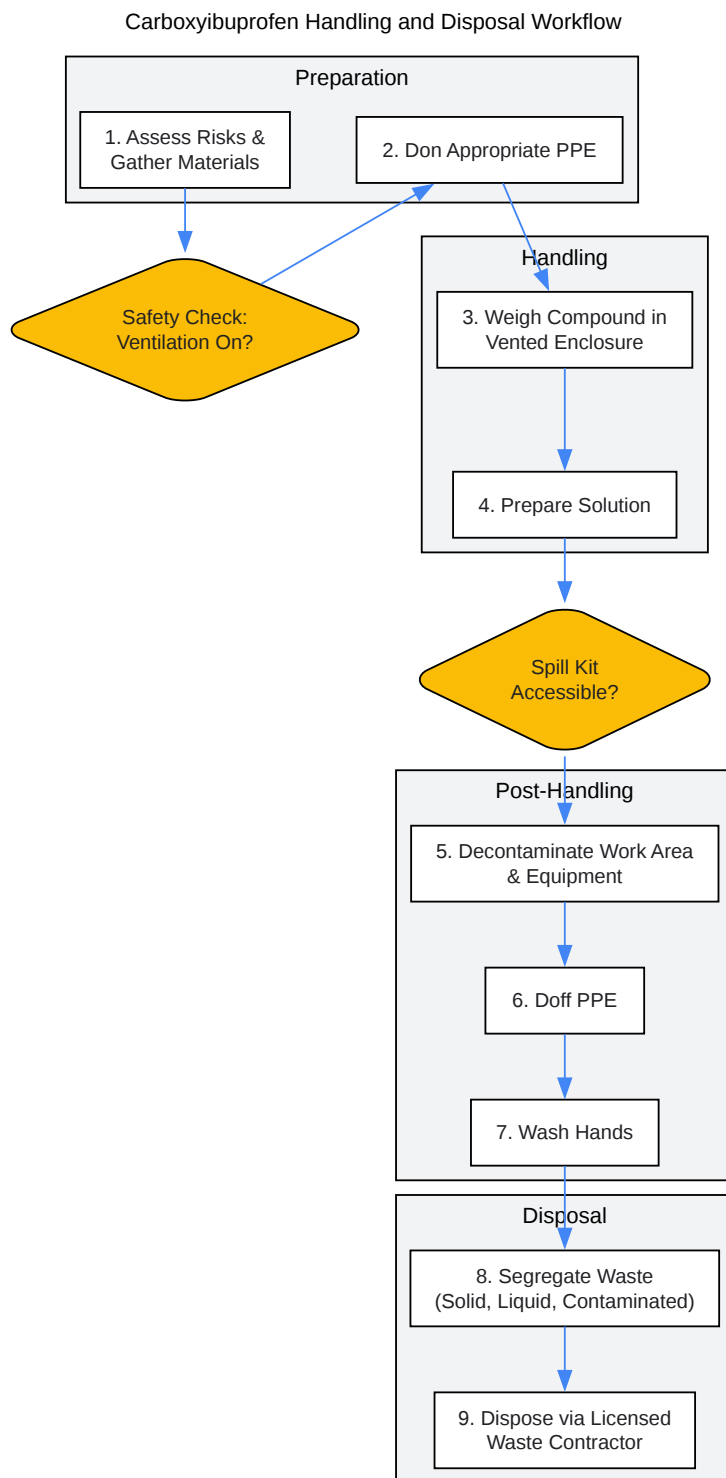 Carboxyibuprofen Handling and Disposal Workflow
Preparation
1. Assess Risks &
Gather Materials
2. Don Appropriate PPE
Safety Check:
Ventilation On?
Handling
3. Weigh Compound in
Vented Enclosure
4. Prepare Solution
Spill Kit
Accessible?
Post-Handling
5. Decontaminate Work Area
& Equipment
6. Doff PPE
7. Wash Hands
Disposal
8. Segregate Waste
(Solid, Liquid, Contaminated)
9. Dispose via Licensed
Waste Contractor